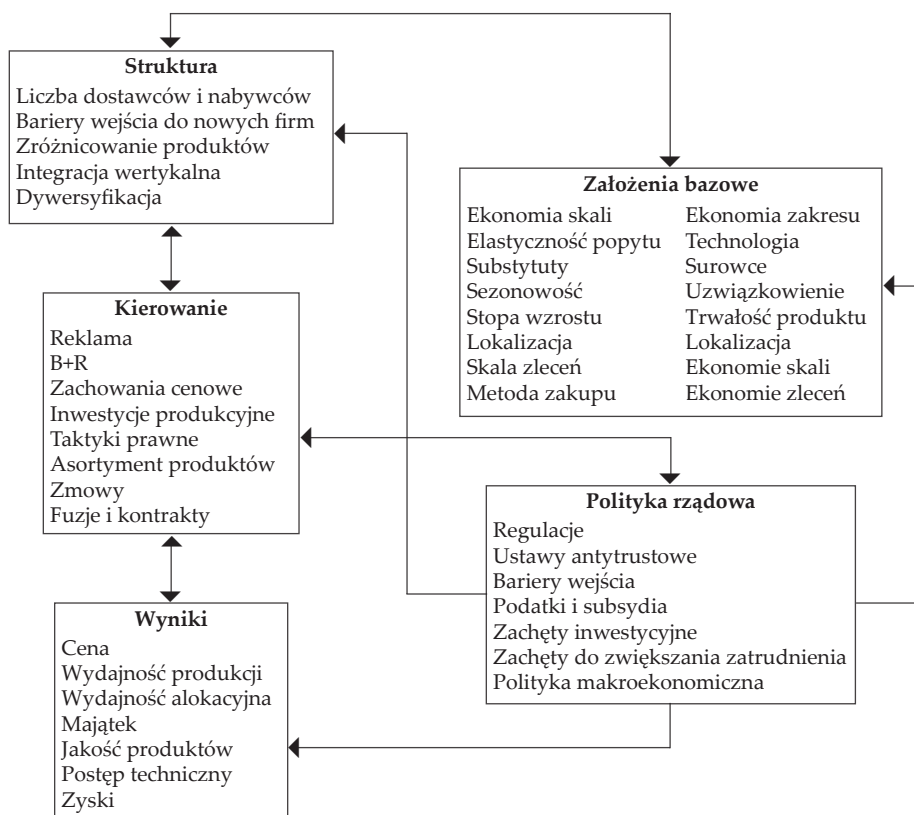 Struktura
Liczba dostawców i nabywców
Bariery wejścia do nowych firm
Zróżnicowanie produktów
Integracja wertykalna
Dywersyfikacja
Założenia bazowe
Ekonomia skali
Elastyczność popytu
Substytuty
Sezonowość
Stopa wzrostu
Lokalizacja
Skala zleceń
Metoda zakupu
Ekonomia zakresu
Technologia
Surowce
Uzwiązkowienie
Trwałość produktu
Lokalizacja
Ekonomie skali
Ekonomie zleceń
Kierowanie
Reklama
B+R
Zachowania cenowe
Inwestycje produkcyjne
Taktyki prawne
Asortyment produktów
Zmowy
Fuzje i kontrakty
Polityka rządowa
Regulacje
Ustawy antytrustowe
Bariery wejścia
Podatki i subsydia
Zachęty inwestycyjne
Zachęty do zwiększania zatrudnienia
Polityka makroekonomiczna
Wyniki
Cena
Wydajność produkcji
Wydajność alokacyjna
Majątek
Jakość produktów
Postęp techniczny
Zyski